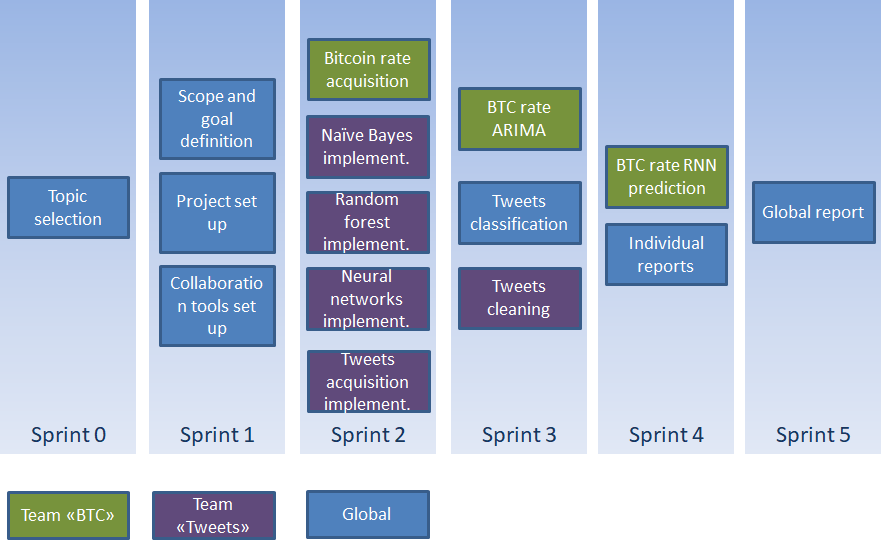 Topic
selection
Sprint 0
Scope and
goal
definition
Project set
up
Collaboratio
n tools set
up
Sprint 1
Bitcoin rate
acquisition
Naïve Bayes
implement.
Random
forest
implement.
Neural
networks
implement.
Tweets
acquisition
implement.
Sprint 2
BTC rate
ARIMA
Tweets
classification
Tweets
cleaning
Sprint 3
BTC rate RNN
prediction
Individual
reports
Sprint 4
Global report
Sprint 5
Team «BTC»
Team
«Tweets»
Global